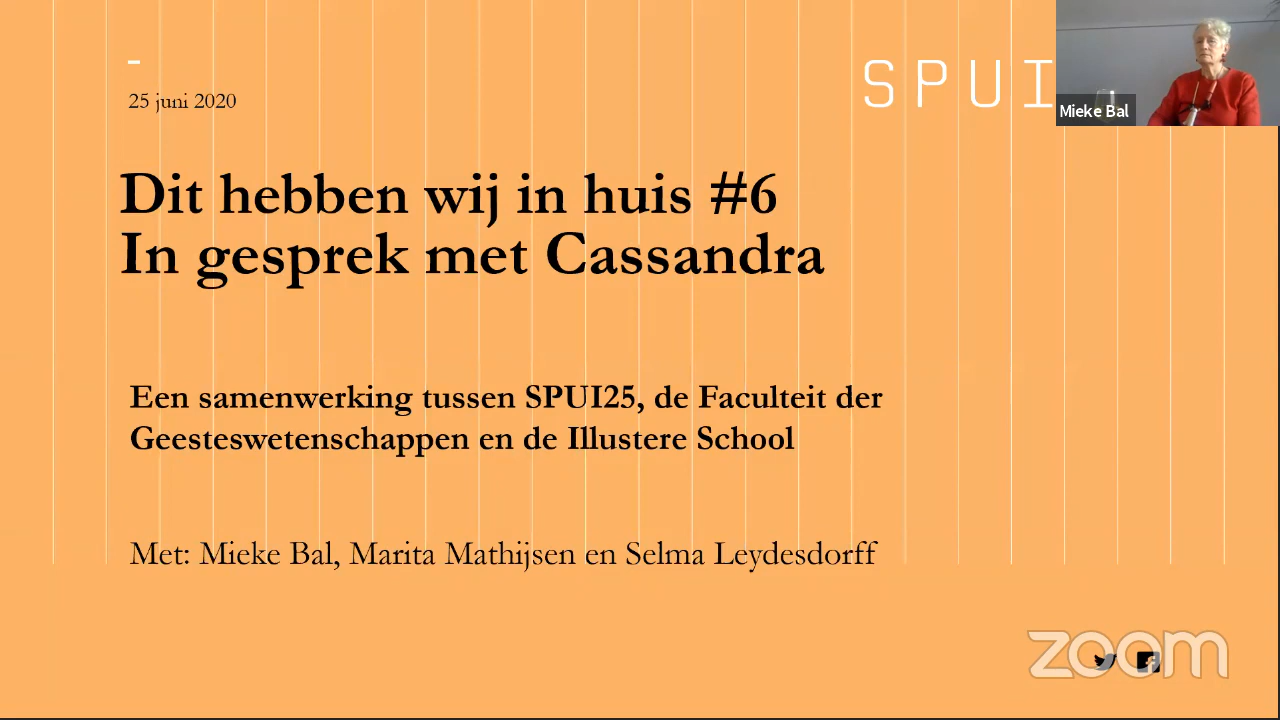 25 juni 2020
SPUI
Mieke Bal
Dit hebben wij in huis #6
In gesprek met Cassandra
Een samenwerking tussen SPUI25, de Faculteit der
Geesteswetenschappen en de Illustere School
Met: Mieke Bal, Marita Mathijsen en Selma Leydesdorff
zoom